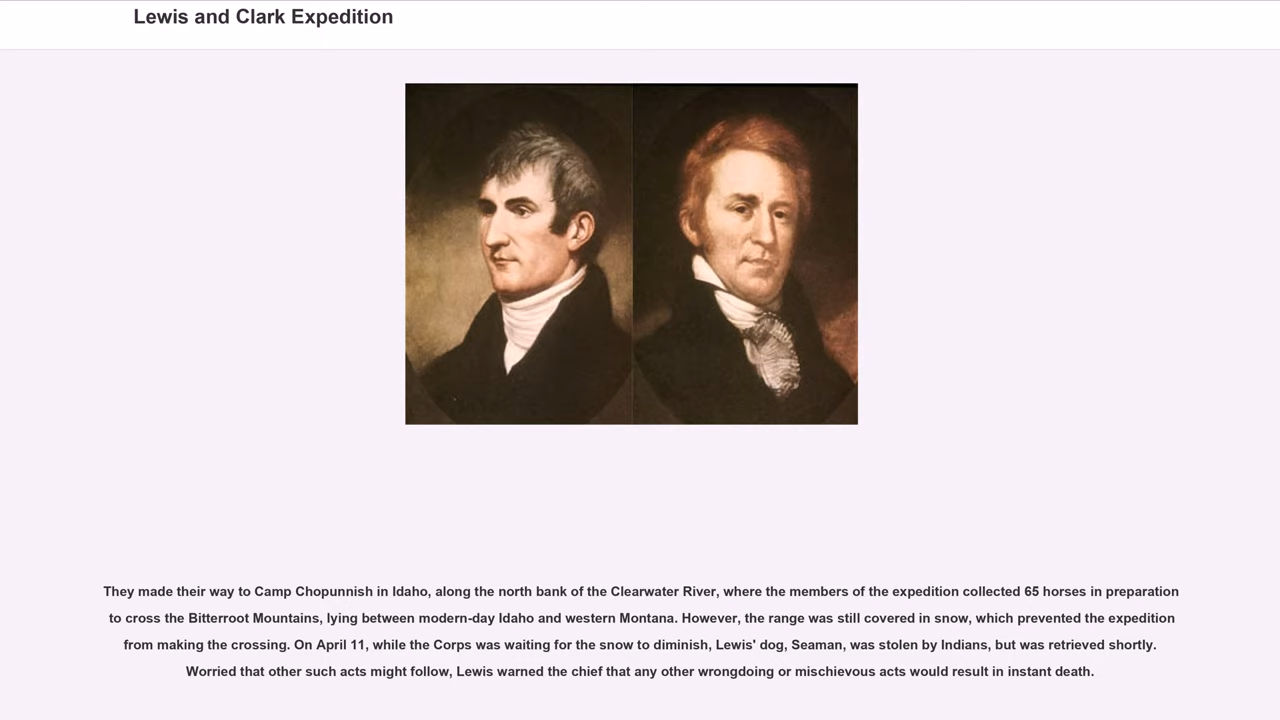 Lewis and Clark Expedition
They made their way to Camp Chopunnish in Idaho, along the north bank of the Clearwater River, where the members of the expedition collected 65 horses in preparation
to cross the Bitterroot Mountains, lying between modern-day Idaho and western Montana. However, the range was still covered in snow, which prevented the expedition
from making the crossing. On April 11, while the Corps was waiting for the snow to diminish, Lewis' dog, Seaman, was stolen by Indians, but was retrieved shortly.
Worried that other such acts might follow, Lewis warned the chief that any other wrongdoing or mischievous acts would result in instant death.